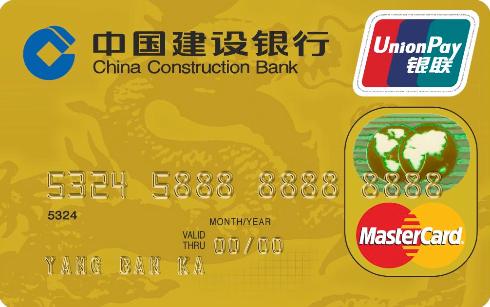 中国建设银行
China Construction Bank
UnionPay
银联
5324 5888 8888 8888
5324
MONTH/YEAR
VALID
THRU 00/00
YANG BAN KA
MasterCard